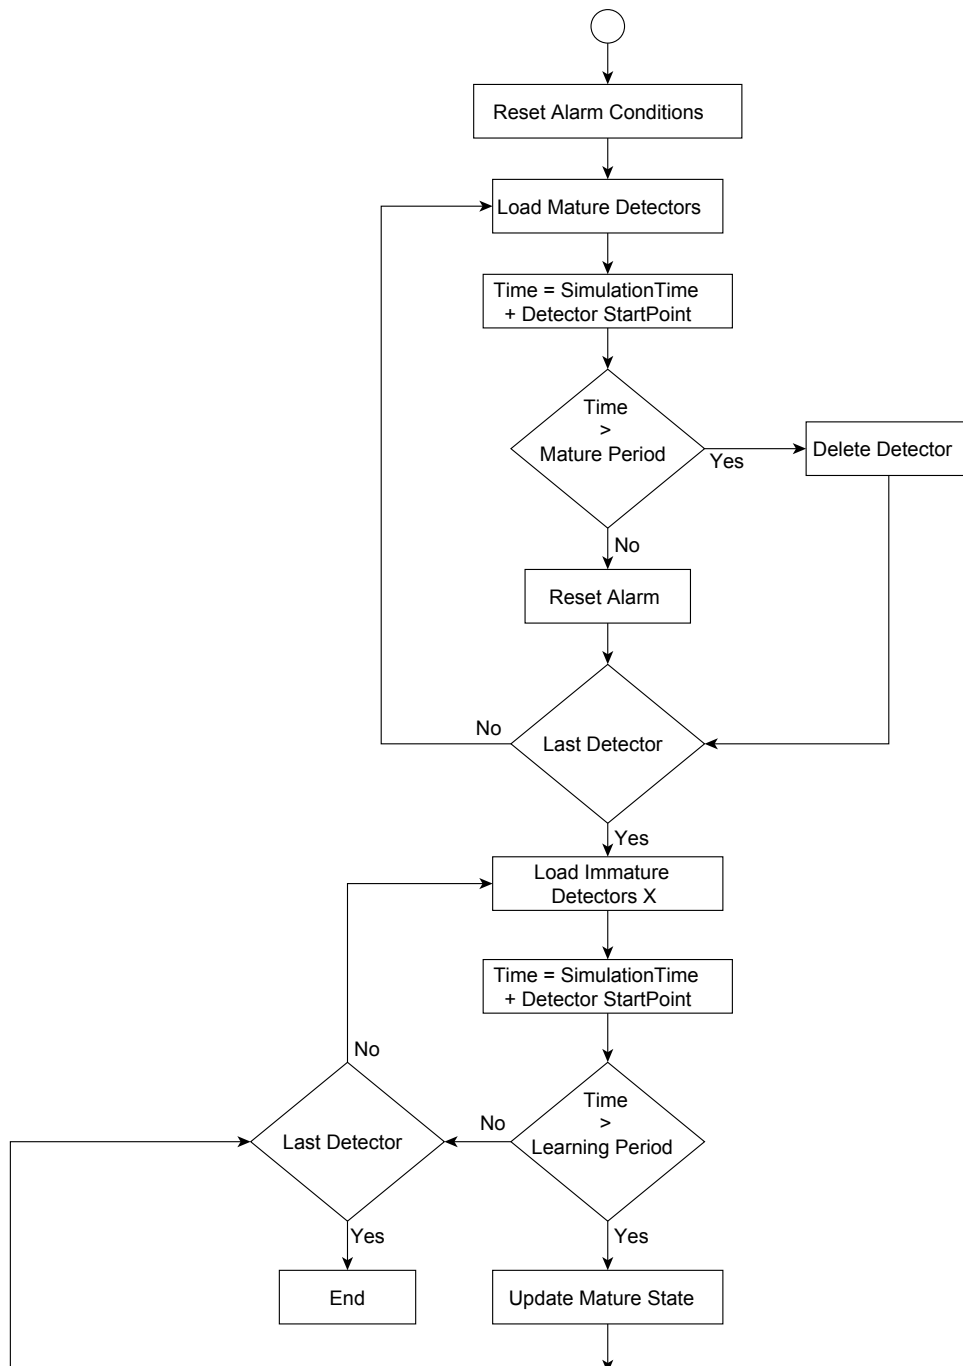 Reset Alarm Conditions
Load Mature Detectors
Time = SimulationTime
+ Detector StartPoint
Time
>
Mature Period
Yes
Delete Detector
No
Reset Alarm
No
Last Detector
Yes
Load Immature
Detectors X
Time = SimulationTime
+ Detector StartPoint
No
Time
>
Learning Period
No
Last Detector
Yes
Yes
End
Update Mature State